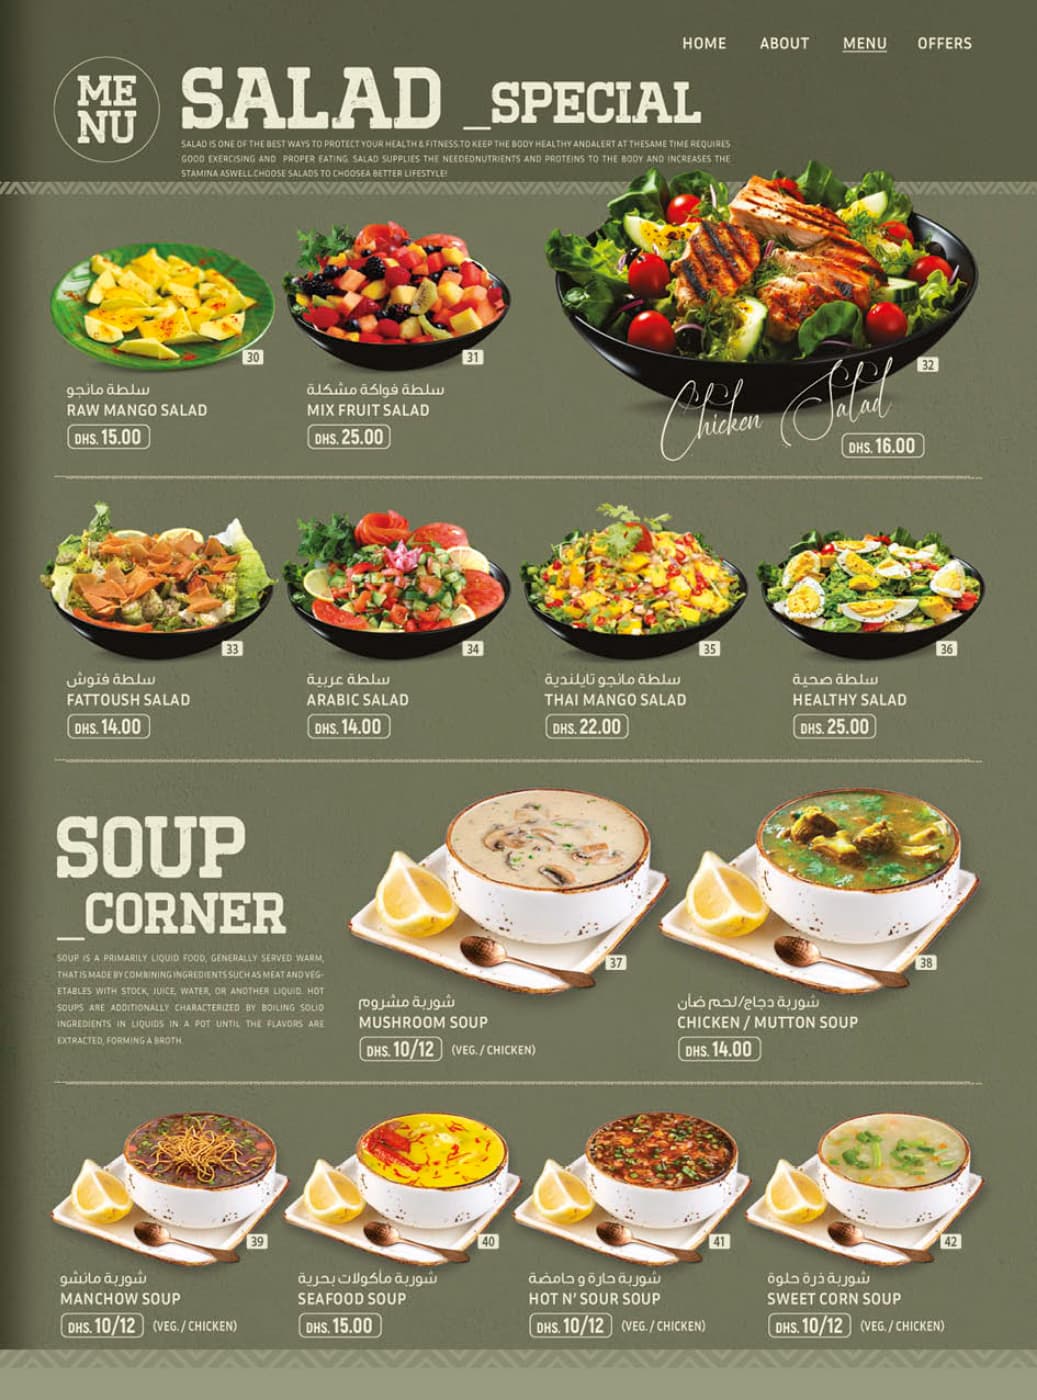 HOME ABOUT MENU OFFERS
ME
NU
SALAD _SPECIAL
SALAD IS ONE OF THE BEST WAYS TO PROTECT YOUR HEALTH & FITNESS.TO KEEP THE BODY HEALTHY ANDALERT AT THESAME TIME REQUIRES
GOOD EXERCISING AND PROPER EATING. SALAD SUPPLIES THE NEEDEDNUTRIENTS AND PROTEINS TO THE BODY AND INCREASES THE
STAMINA ASWELL.CHOOSE SALADS TO CHOOSEA BETTER LIFESTYLE!
30
سلطة مانجو
RAW MANGO SALAD
DHS. 15.00
31
سلطة فواكة مشكلة
MIX FRUIT SALAD
DHS. 25.00
32
Chicken Salad
DHS. 16.00
33
سلطة فتوش
FATTOUSH SALAD
DHS. 14.00
34
سلطة عربية
ARABIC SALAD
DHS. 14.00
35
سلطة مانجو تايلندية
THAI MANGO SALAD
DHS. 22.00
36
سلطة صحية
HEALTHY SALAD
DHS. 25.00
SOUP
_CORNER
SOUP IS A PRIMARILY LIQUID FOOD, GENERALLY SERVED WARM,
THAT IS MADE BY COMBINING INGREDIENTS SUCH AS MEAT AND VEG-
ETABLES WITH STOCK, JUICE, WATER, OR ANOTHER LIQUID. HOT
SOUPS ARE ADDITIONALLY CHARACTERIZED BY BOILING SOLID
INGREDIENTS IN LIQUIDS IN A POT UNTIL THE FLAVORS ARE
EXTRACTED, FORMING A BROTH.
37
شوربة مشروم
MUSHROOM SOUP
DHS. 10/12 (VEG. / CHICKEN)
38
شوربة دجاج/لحم ضأن
CHICKEN / MUTTON SOUP
DHS. 14.00
39
شوربة مانشو
MANCHOW SOUP
DHS. 10/12 (VEG. / CHICKEN)
40
شوربة مأكولات بحرية
SEAFOOD SOUP
DHS. 15.00
41
شوربة حارة و حامضة
HOT N' SOUR SOUP
DHS. 10/12 (VEG. / CHICKEN)
42
شوربة ذرة حلوة
SWEET CORN SOUP
DHS. 10/12 (VEG. / CHICKEN)